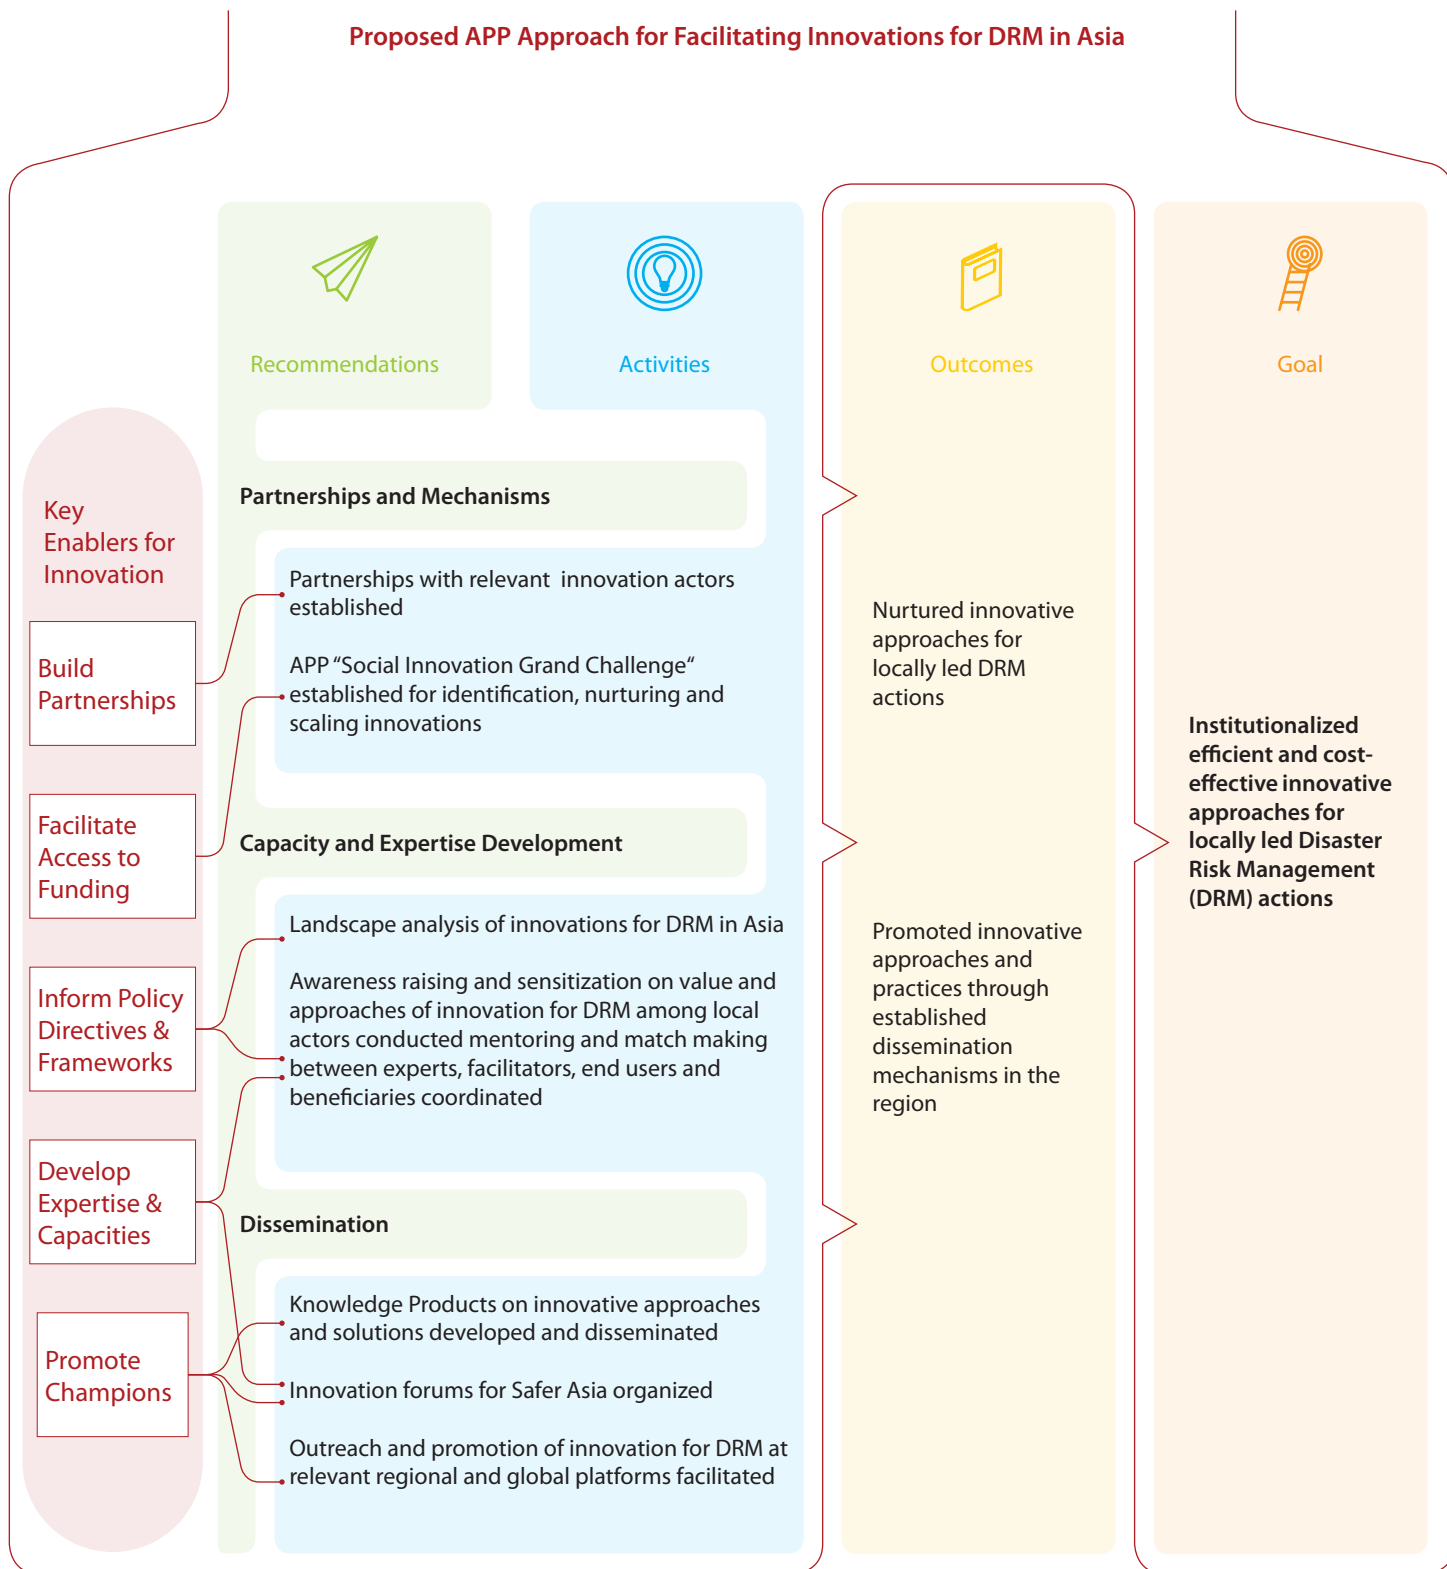 Proposed APP Approach for Facilitating Innovations for DRM in Asia
Recommendations
Activities
Outcomes
Goal
Key
Enablers for
Innovation
Build
Partnerships
Facilitate
Access to
Funding
Inform Policy
Directives &
Frameworks
Develop
Expertise &
Capacities
Promote
Champions
Partnerships and Mechanisms
Partnerships with relevant innovation actors
established
APP “Social Innovation Grand Challenge“
established for identification, nurturing and
scaling innovations
Capacity and Expertise Development
Landscape analysis of innovations for DRM in Asia
Awareness raising and sensitization on value and
approaches of innovation for DRM among local
actors conducted mentoring and match making
between experts, facilitators, end users and
beneficiaries coordinated
Dissemination
Knowledge Products on innovative approaches
and solutions developed and disseminated
Innovation forums for Safer Asia organized
Outreach and promotion of innovation for DRM at
relevant regional and global platforms facilitated
Nurtured innovative
approaches for
locally led DRM
actions
Promoted innovative
approaches and
practices through
established
dissemination
mechanisms in the
region
Institutionalized
efficient and cost-
effective innovative
approaches for
locally led Disaster
Risk Management
(DRM) actions